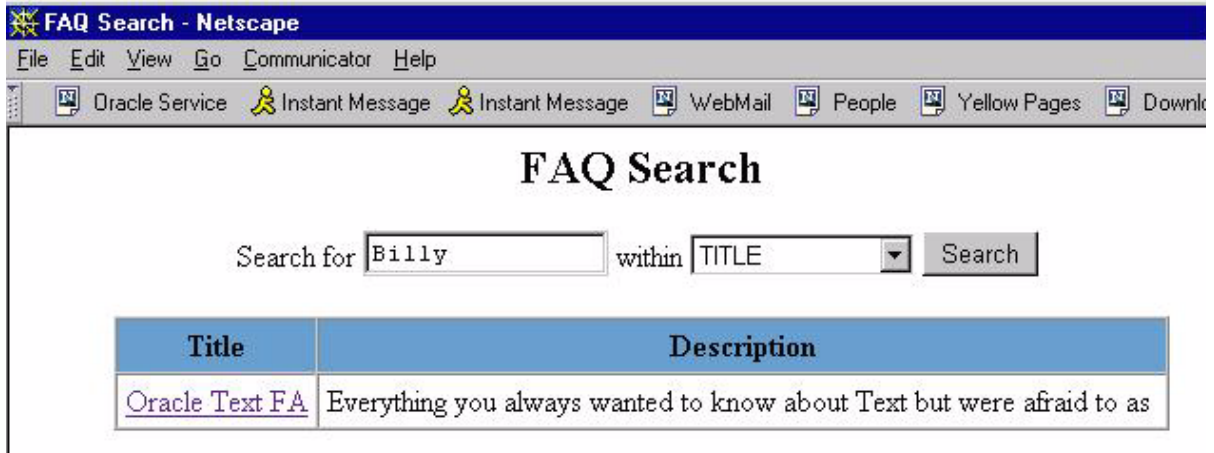 FAQ Search - Netscape
File Edit View Go Communicator Help
Oracle Service Instant Message Instant Message WebMail People Yellow Pages Downlo
FAQ Search
Search for Billy within TITLE Search
Title Description
Oracle Text FA Everything you always wanted to know about Text but were afraid to as